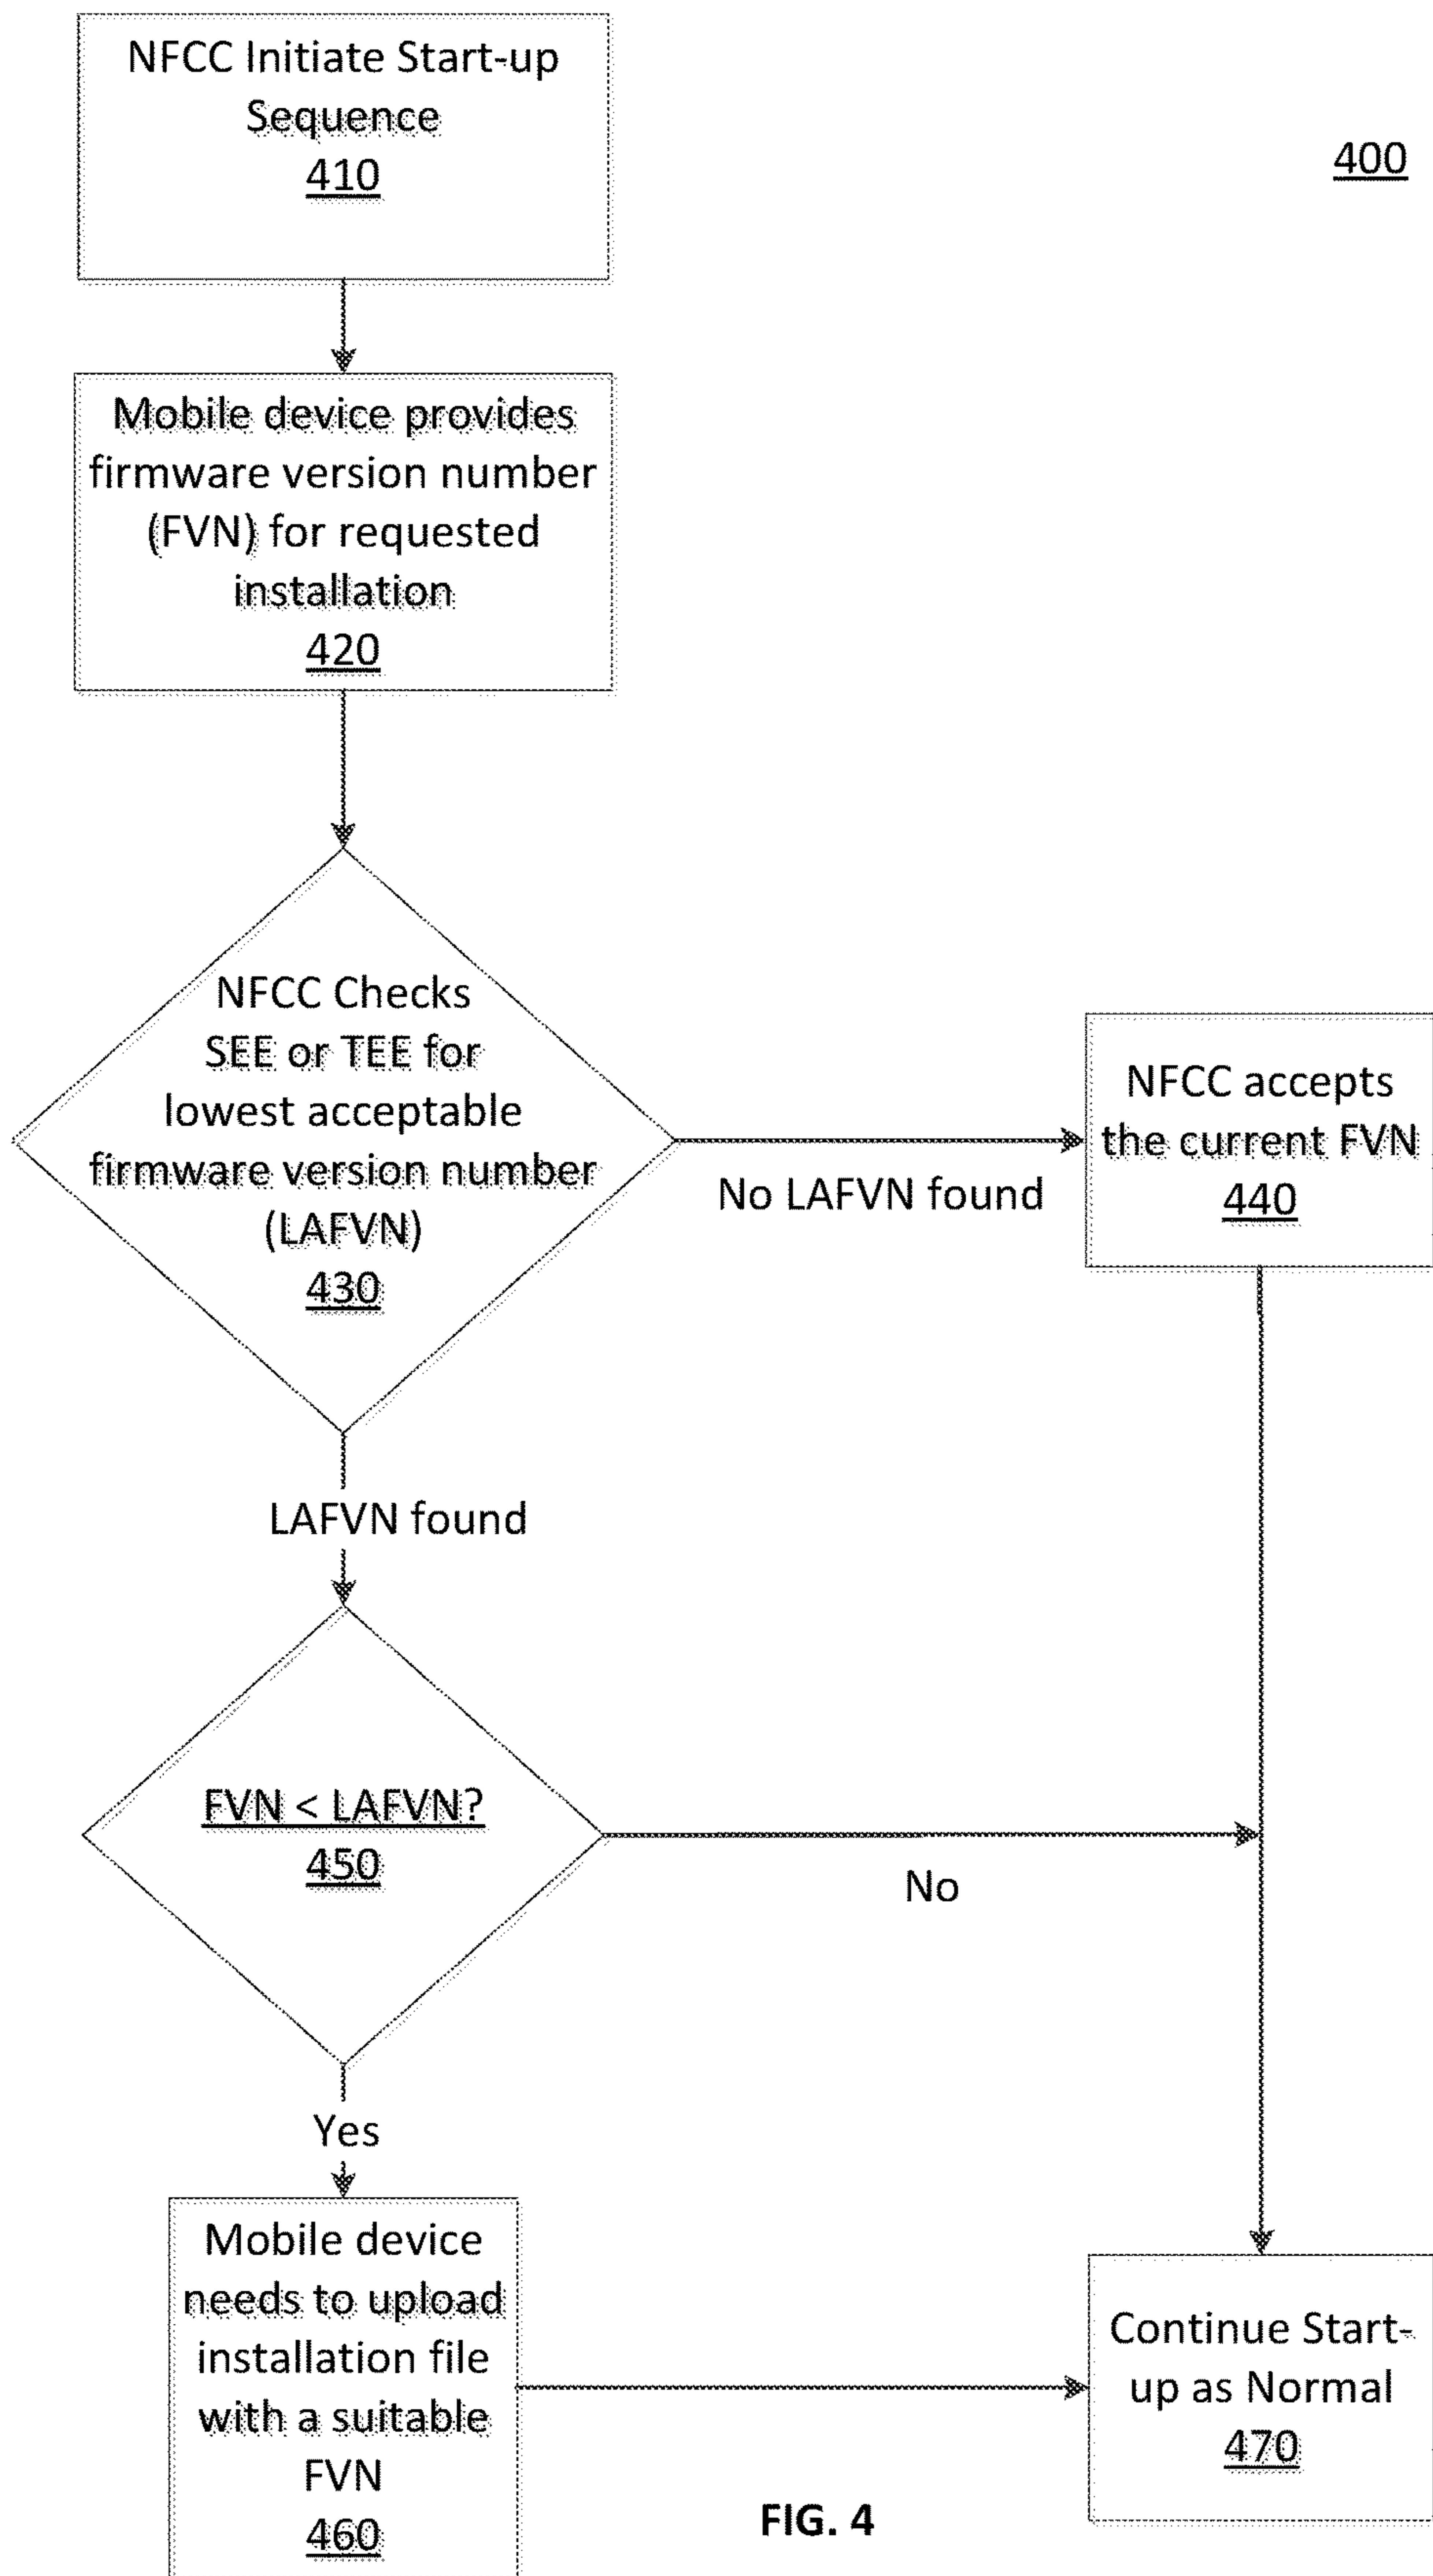 NFCC Initiate Start-up
Sequence
410
400
Mobile device provides
firmware version number
(FVN) for requested
installation
420
NFCC Checks
SEE or TEE for
lowest acceptable
firmware version number
(LAFVN)
430
No LAFVN found
NFCC accepts
the current FVN
440
LAFVN found
FVN < LAFVN?
450
No
Yes
Mobile device
needs to upload
installation file
with a suitable
FVN
460
Continue Start-
up as Normal
470
FIG. 4